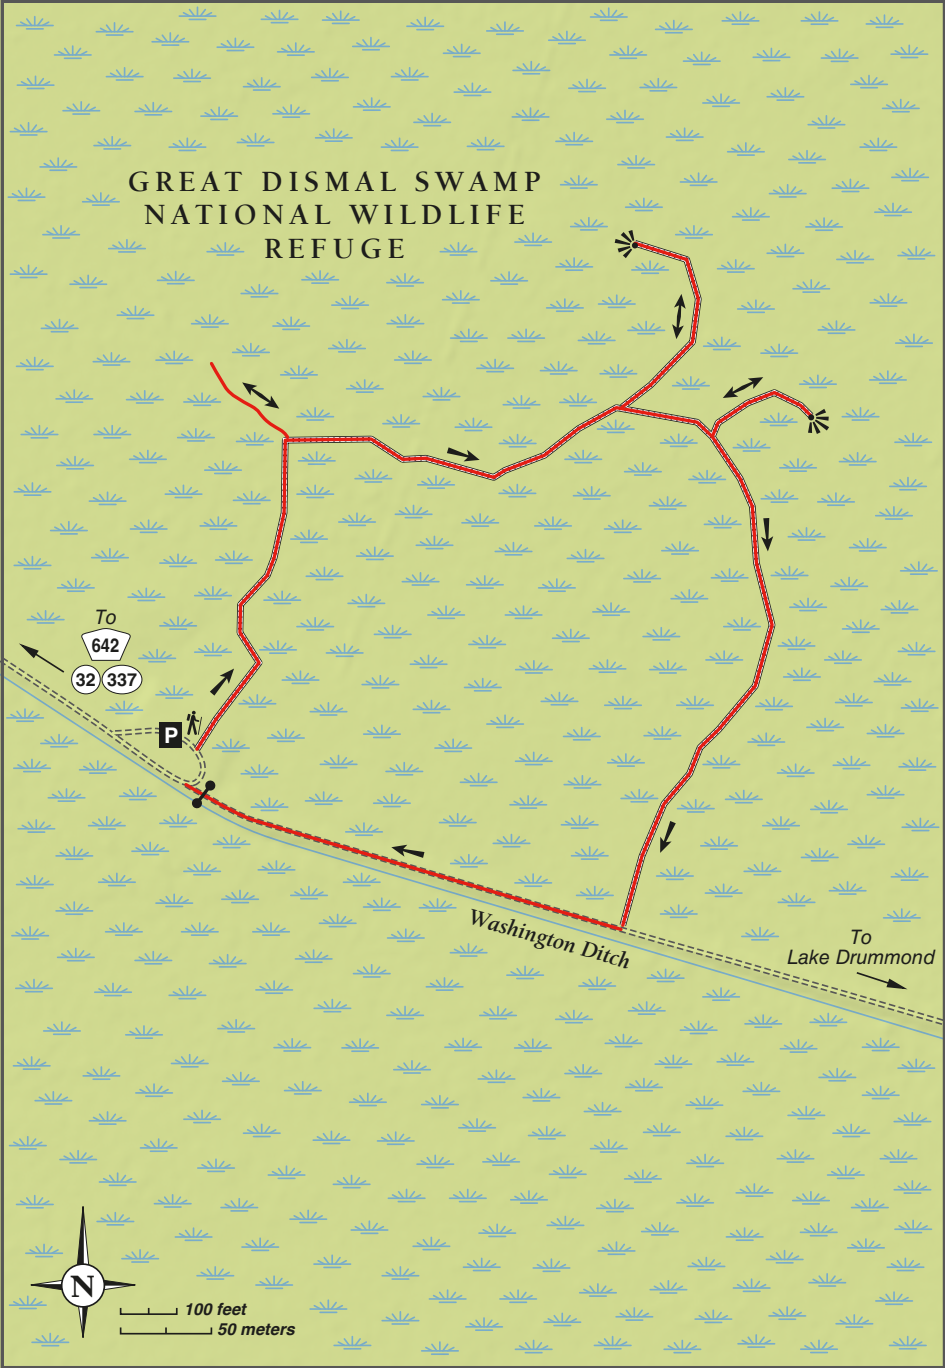 GREAT DISMAL SWAMP
NATIONAL WILDLIFE
REFUGE
To
642
32 337
P
Washington Ditch
To
Lake Drummond
N
100 feet
50 meters